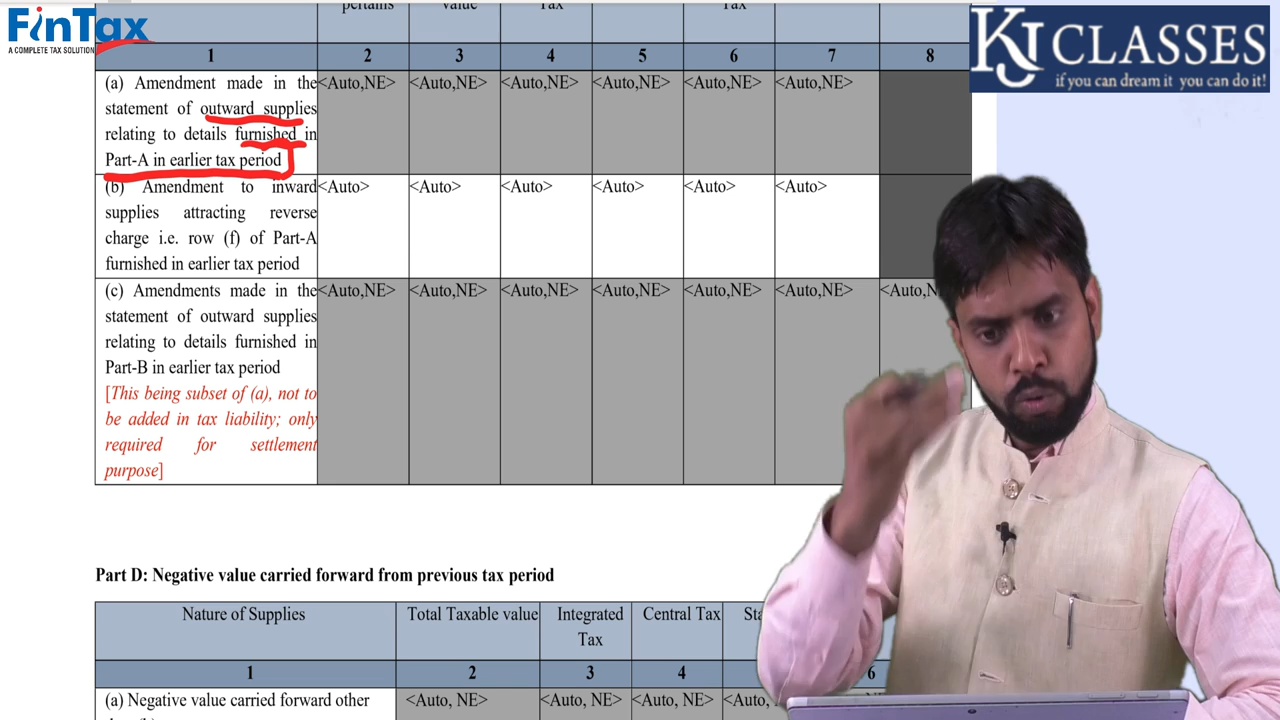 FinTax
A COMPLETE TAX SOLUTION
KJ CLASSES
if you can dream it you can do it!
pertains value Tax Tax
1 2 3 4 5 6 7 8
(a) Amendment made in the <Auto,NE> <Auto,NE> <Auto,NE> <Auto,NE> <Auto,NE> <Auto,NE>
statement of outward supplies
relating to details furnished in
Part-A in earlier tax period
(b) Amendment to inward <Auto> <Auto> <Auto> <Auto> <Auto> <Auto>
supplies attracting reverse
charge i.e. row (f) of Part-A
furnished in earlier tax period
(c) Amendments made in the <Auto,NE> <Auto,NE> <Auto,NE> <Auto,NE> <Auto,NE> <Auto,NE> <Auto,N
statement of outward supplies
relating to details furnished in
Part-B in earlier tax period
[This being subset of (a), not to
be added in tax liability; only
required for settlement
purpose]
Part D: Negative value carried forward from previous tax period
Nature of Supplies Total Taxable value Integrated Central Tax Sta
Tax
1 2 3 4 6
(a) Negative value carried forward other <Auto, NE> <Auto, NE> <Auto, NE> <Auto,